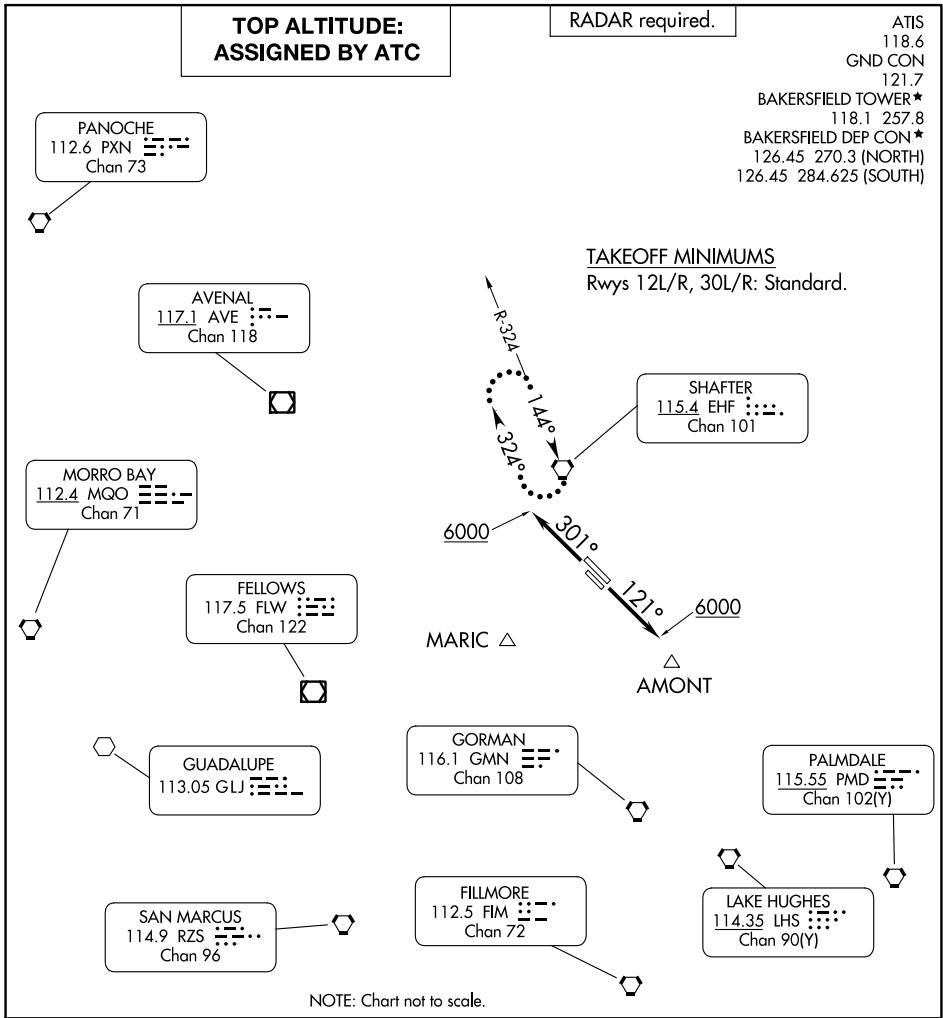 TOP ALTITUDE:
ASSIGNED BY ATC
RADAR required.
ATIS
118.6
GND CON
121.7
BAKERSFIELD TOWER★
118.1 257.8
BAKERSFIELD DEP CON★
126.45 270.3 (NORTH)
126.45 284.625 (SOUTH)
PANOCHE
112.6 PXN
Chan 73
TAKEOFF MINIMUMS
Rwys 12L/R, 30L/R: Standard.
AVENAL
117.1 AVE
Chan 118
R-324
144°
324°
SHAFTER
115.4 EHF
Chan 101
MORRO BAY
112.4 MQO
Chan 71
6000
301°
121°
6000
FELLOWS
117.5 FLW
Chan 122
MARIC
AMONT
GUADALUPE
113.05 GLJ
GORMAN
116.1 GMN
Chan 108
PALMDALE
115.55 PMD
Chan 102(Y)
SAN MARCUS
114.9 RZS
Chan 96
FILLMORE
112.5 FIM
Chan 72
LAKE HUGHES
114.35 LHS
Chan 90(Y)
NOTE: Chart not to scale.